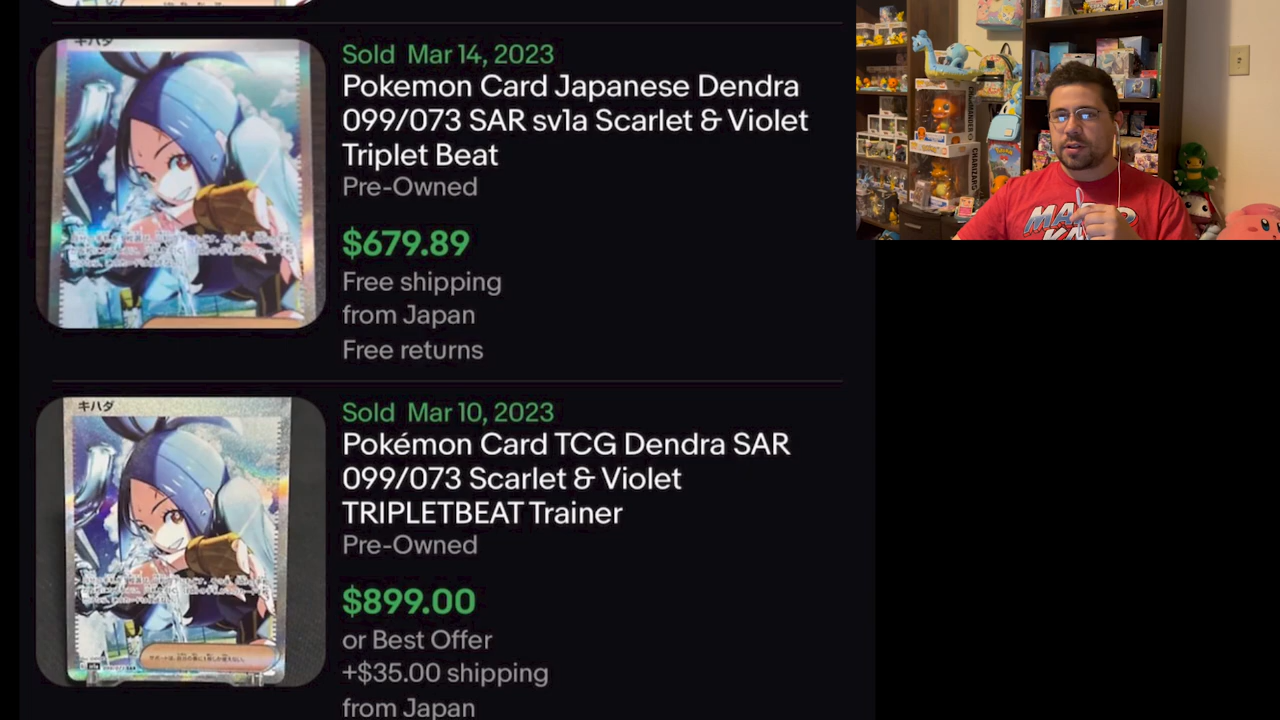 Sold Mar 14, 2023
Pokemon Card Japanese Dendra
099/073 SAR sv1a Scarlet & Violet
Triplet Beat
Pre-Owned
$679.89
Free shipping
from Japan
Free returns
キハダ
Sold Mar 10, 2023
Pokémon Card TCG Dendra SAR
099/073 Scarlet & Violet
TRIPLETBEAT Trainer
Pre-Owned
$899.00
or Best Offer
+$35.00 shipping
from Japan